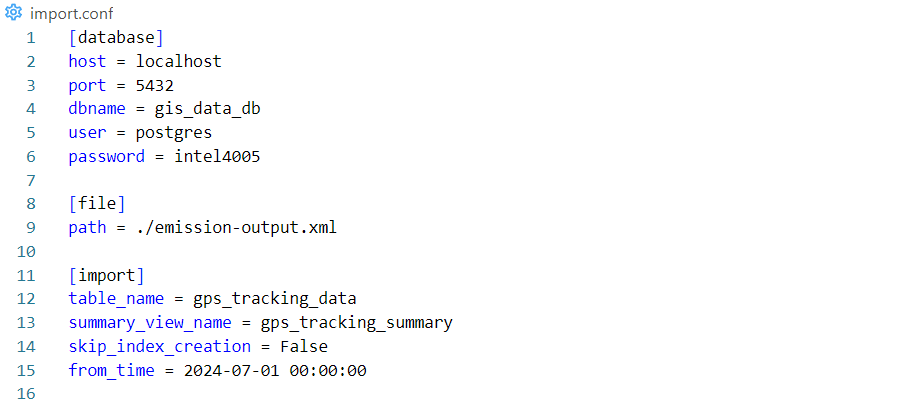 import.conf
1 [database]
2 host = localhost
3 port = 5432
4 dbname = gis_data_db
5 user = postgres
6 password = intel4005
7
8 [file]
9 path = ./emission-output.xml
10
11 [import]
12 table_name = gps_tracking_data
13 summary_view_name = gps_tracking_summary
14 skip_index_creation = False
15 from_time = 2024-07-01 00:00:00
16